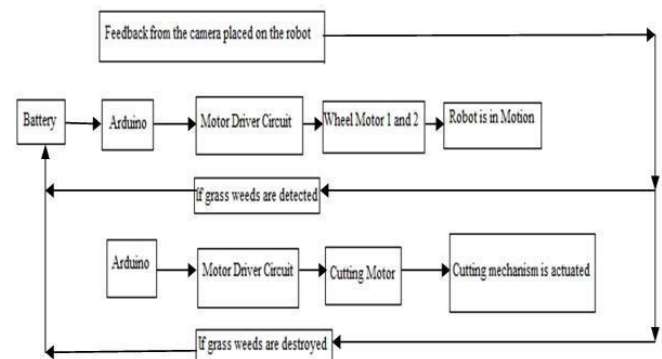 Feedback from the camera placed on the robot
Battery
Arduino
Motor Driver Circuit
Wheel Motor 1 and 2
Robot is in Motion
If grass weeds are detected
Arduino
Motor Driver Circuit
Cutting Motor
Cutting mechanism is actuated
If grass weeds are destroyed